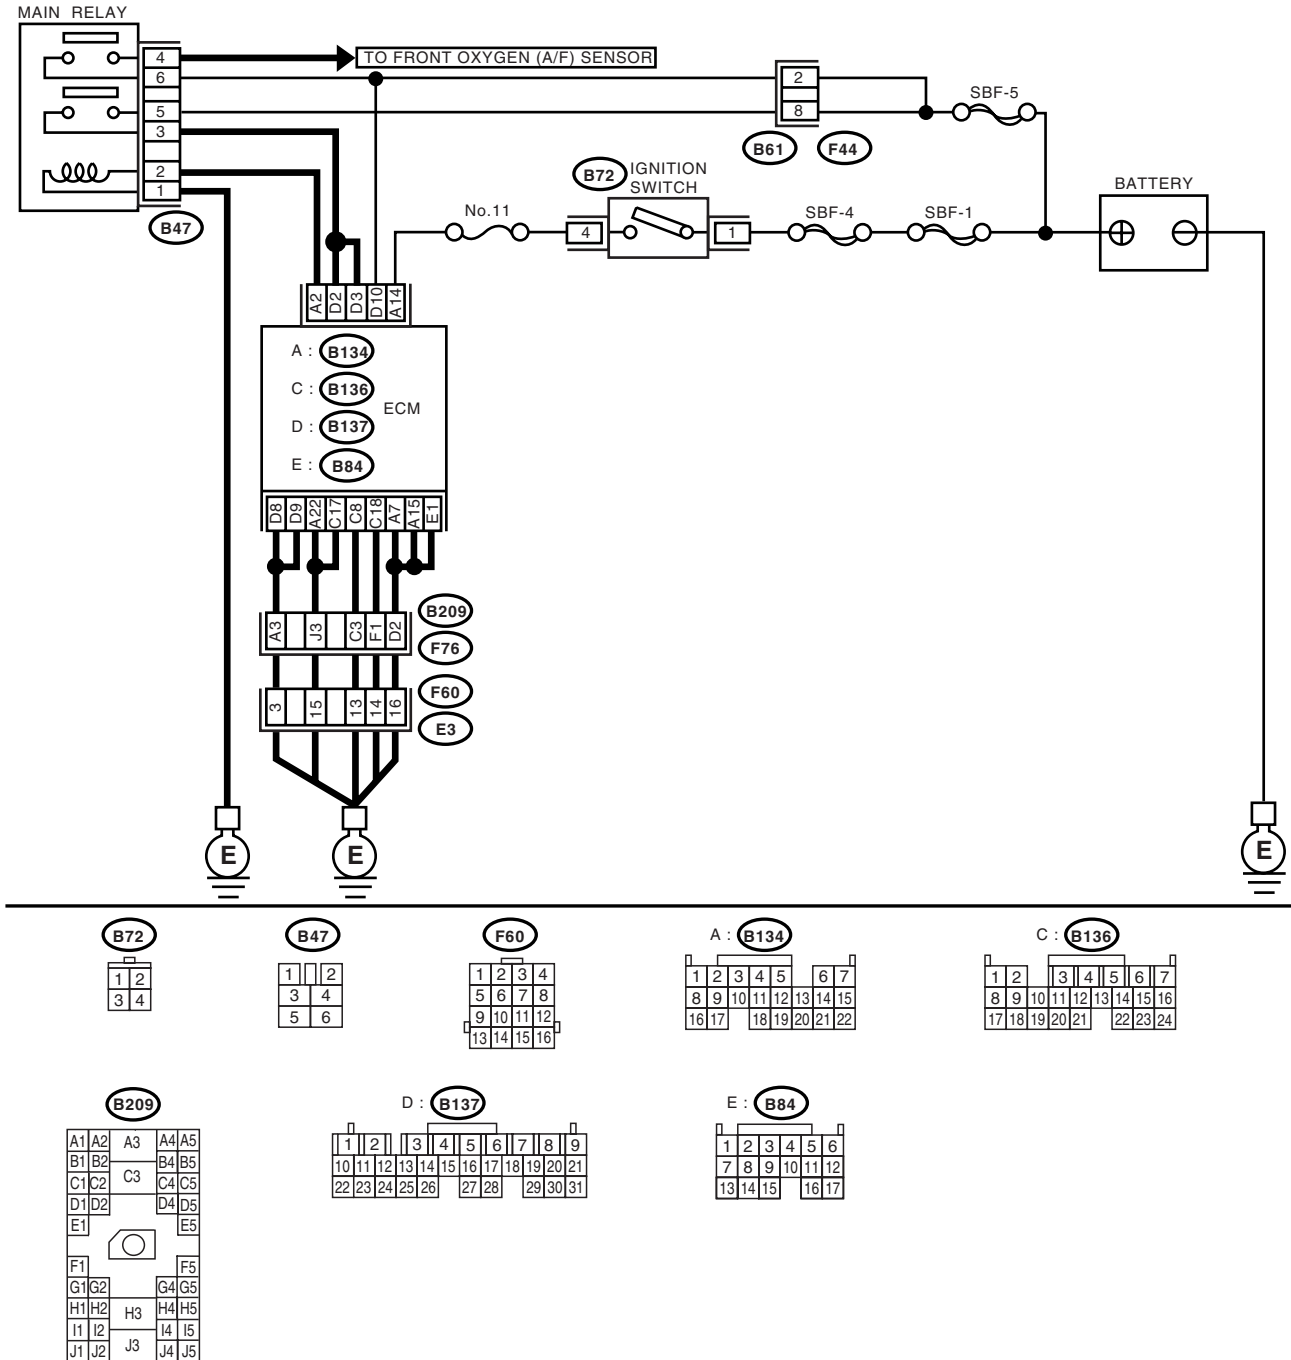 MAIN RELAY
4
TO FRONT OXYGEN (A/F) SENSOR
6
5
3
2
1
B47
2
8
SBF-5
B61
F44
B72
IGNITION
SWITCH
BATTERY
No.11
4
1
SBF-4
SBF-1
A2 D2 D3 D10 A14
A : B134
C : B136
D : B137
E : B84
ECM
D8 D9 A22 C17 C8 C18 A7 A15 E1
A3 J3 C3 F1 D2
B209
F76
3 15 13 14 16
F60
E3
E
E
E
B72
1 2
3 4
B47
1 2
3 4
5 6
F60
1 2 3 4
5 6 7 8
9 10 11 12
13 14 15 16
A : B134
1 2 3 4 5 6 7
8 9 10 11 12 13 14 15
16 17 18 19 20 21 22
C : B136
1 2 3 4 5 6 7
8 9 10 11 12 13 14 15 16
17 18 19 20 21 22 23 24
B209
A1 A2 A3 A4 A5
B1 B2 B4 B5
C1 C2 C3 C4 C5
D1 D2 D4 D5
E1 E5
F1 F5
G1 G2 G4 G5
H1 H2 H3 H4 H5
I1 I2 I4 I5
J1 J2 J3 J4 J5
D : B137
1 2 3 4 5 6 7 8 9
10 11 12 13 14 15 16 17 18 19 20 21
22 23 24 25 26 27 28 29 30 31
E : B84
1 2 3 4 5 6
7 8 9 10 11 12
13 14 15 16 17